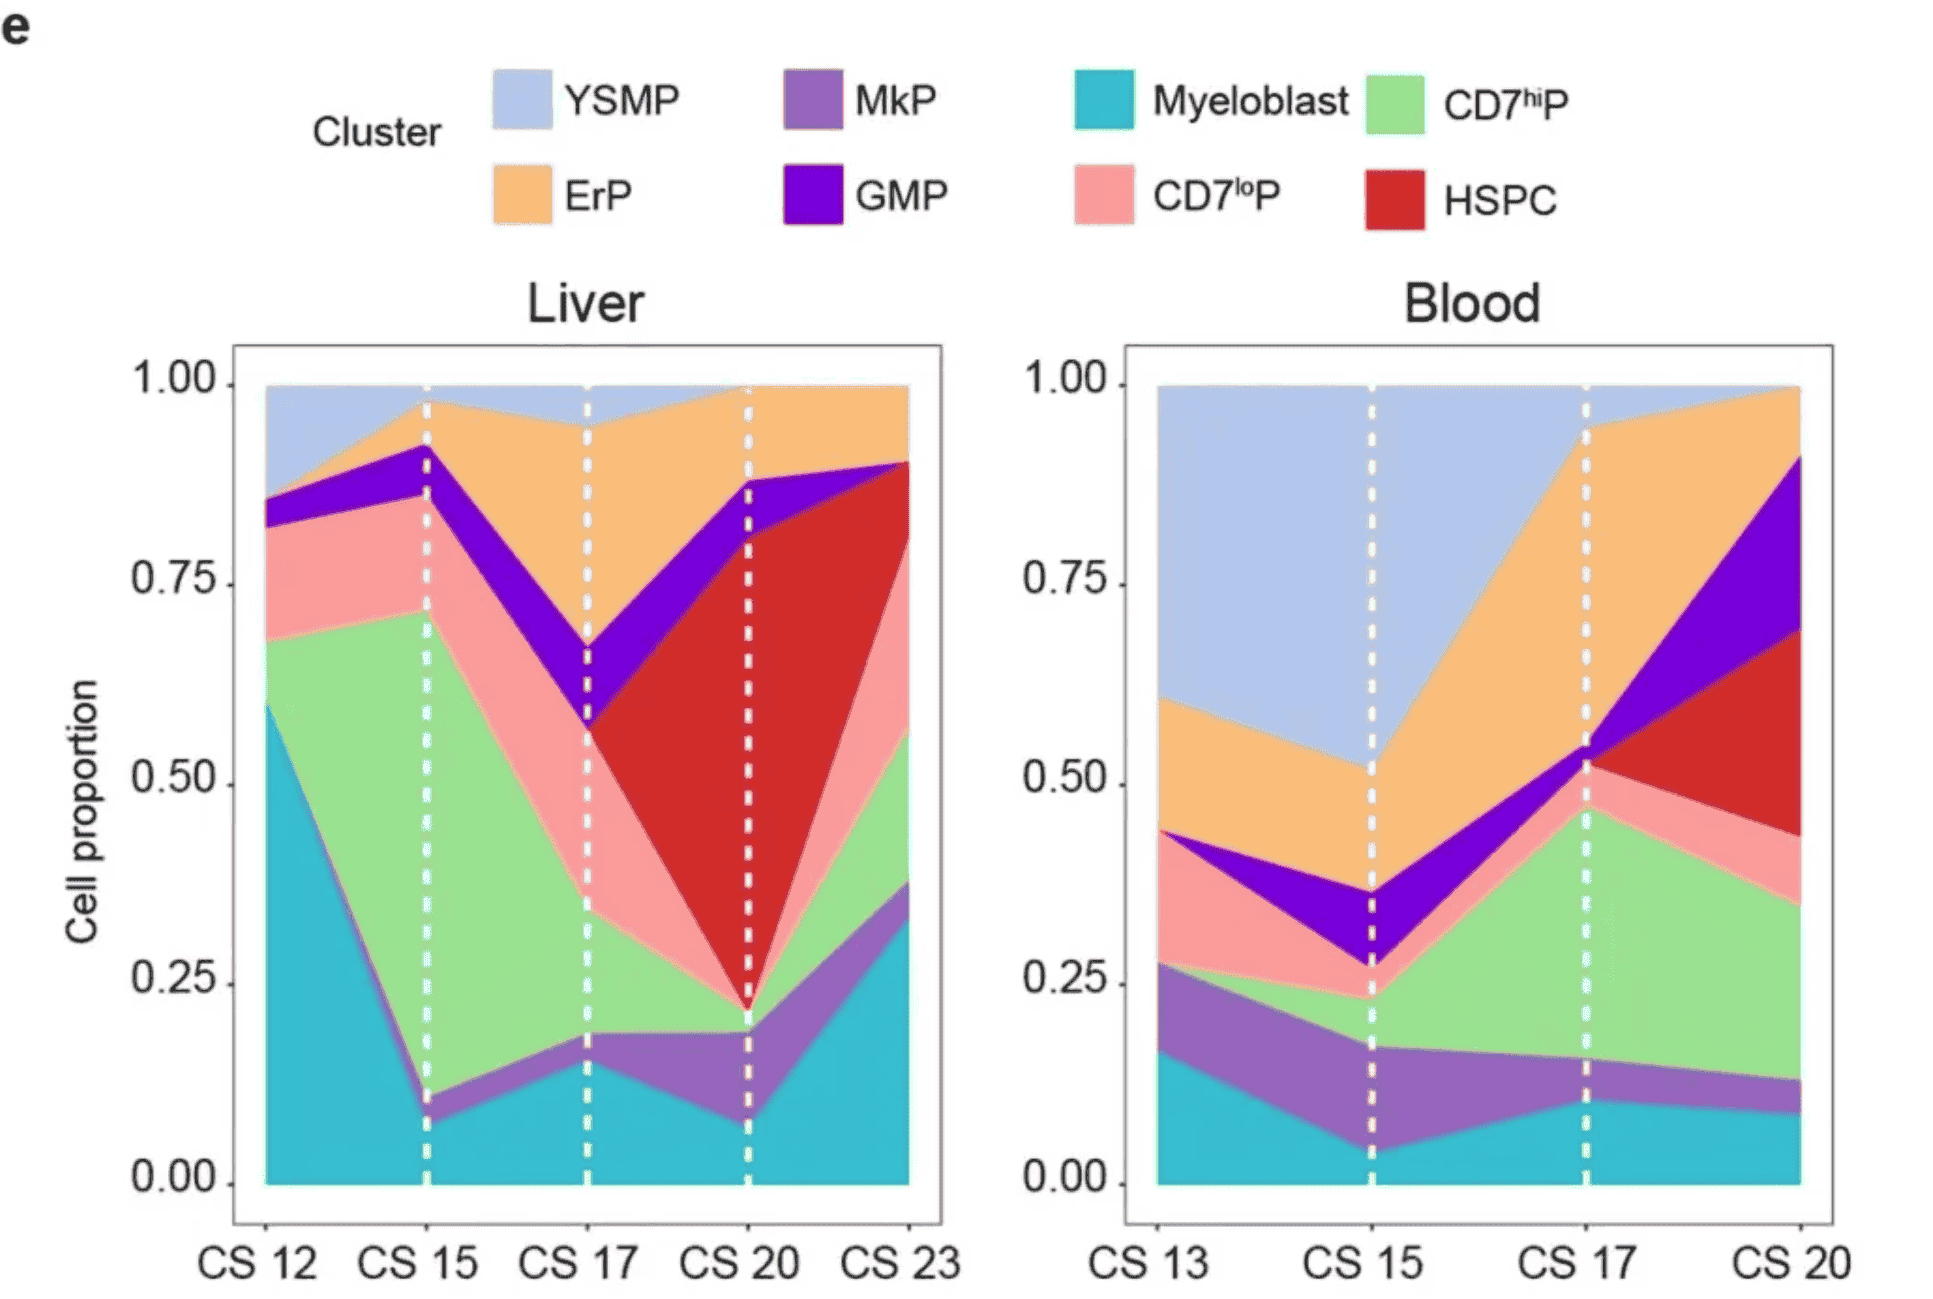 e
Cluster
YSMP MkP Myeloblast CD7hiP
ErP GMP CD7loP HSPC
Liver Blood
Cell proportion
1.00 1.00
0.75 0.75
0.50 0.50
0.25 0.25
0.00 0.00
CS 12 CS 15 CS 17 CS 20 CS 23 CS 13 CS 15 CS 17 CS 20